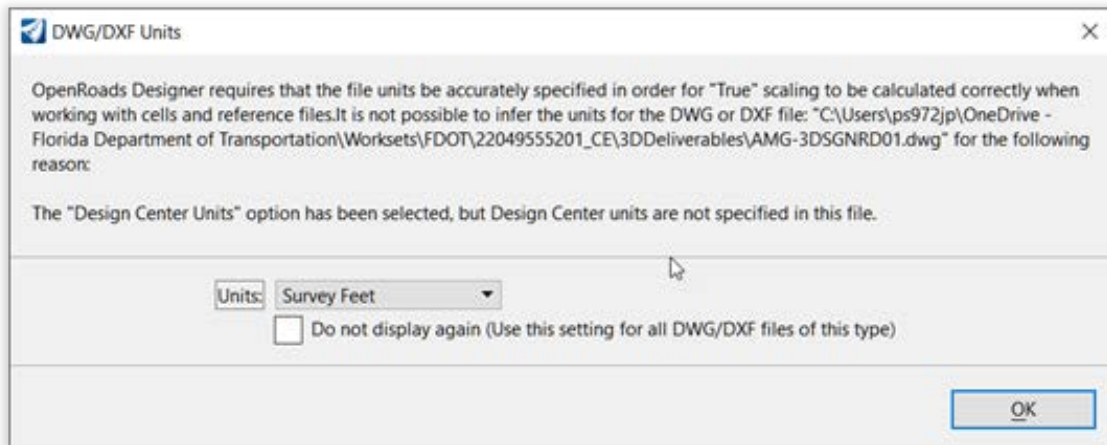 DWG/DXF Units
OpenRoads Designer requires that the file units be accurately specified in order for "True" scaling to be calculated correctly when
working with cells and reference files.It is not possible to infer the units for the DWG or DXF file: "C:\Users\ps972jp\OneDrive -
Florida Department of Transportation\Worksets\FDOT\22049555201_CE\3DDeliverables\AMG-3DSGNRD01.dwg" for the following
reason:
The "Design Center Units" option has been selected, but Design Center units are not specified in this file.
Units: Survey Feet
Do not display again (Use this setting for all DWG/DXF files of this type)
OK